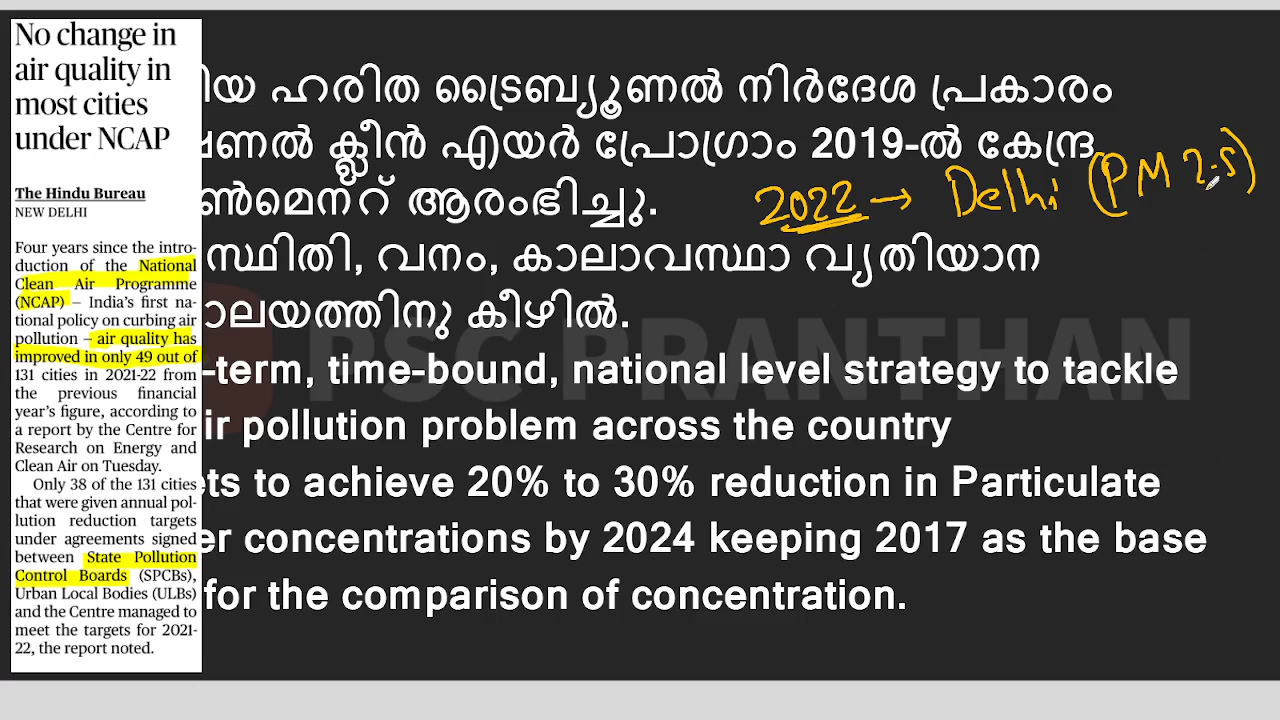 No change in
air quality in
most cities
under NCAP
The Hindu Bureau
NEW DELHI
Four years since the intro-
duction of the National
Clean Air Programme
(NCAP) – India's first na-
tional policy on curbing air
pollution – air quality has
improved in only 49 out of
131 cities in 2021-22 from
the previous financial
year's figure, according to
a report by the Centre for
Research on Energy and
Clean Air on Tuesday.
Only 38 of the 131 cities
that were given annual pol-
lution reduction targets
under agreements signed
between State Pollution
Control Boards (SPCBs),
Urban Local Bodies (ULBs)
and the Centre managed to
meet the targets for 2021-
22, the report noted.
ഹരിത ട്രൈബ്യൂണൽ നിർദേശ പ്രകാരം
ക്ലീൻ എയർ പ്രോഗ്രാം 2019-ൽ കേന്ദ്ര
ആരംഭിച്ചു.
2022 → Delhi (PM 2.5)
സ്ഥിതി, വനം, കാലാവസ്ഥാ വ്യതിയാന
കീഴിൽ.
-term, time-bound, national level strategy to tackle
ir pollution problem across the country
ets to achieve 20% to 30% reduction in Particulate
er concentrations by 2024 keeping 2017 as the base
for the comparison of concentration.
PSC PRANTHAN